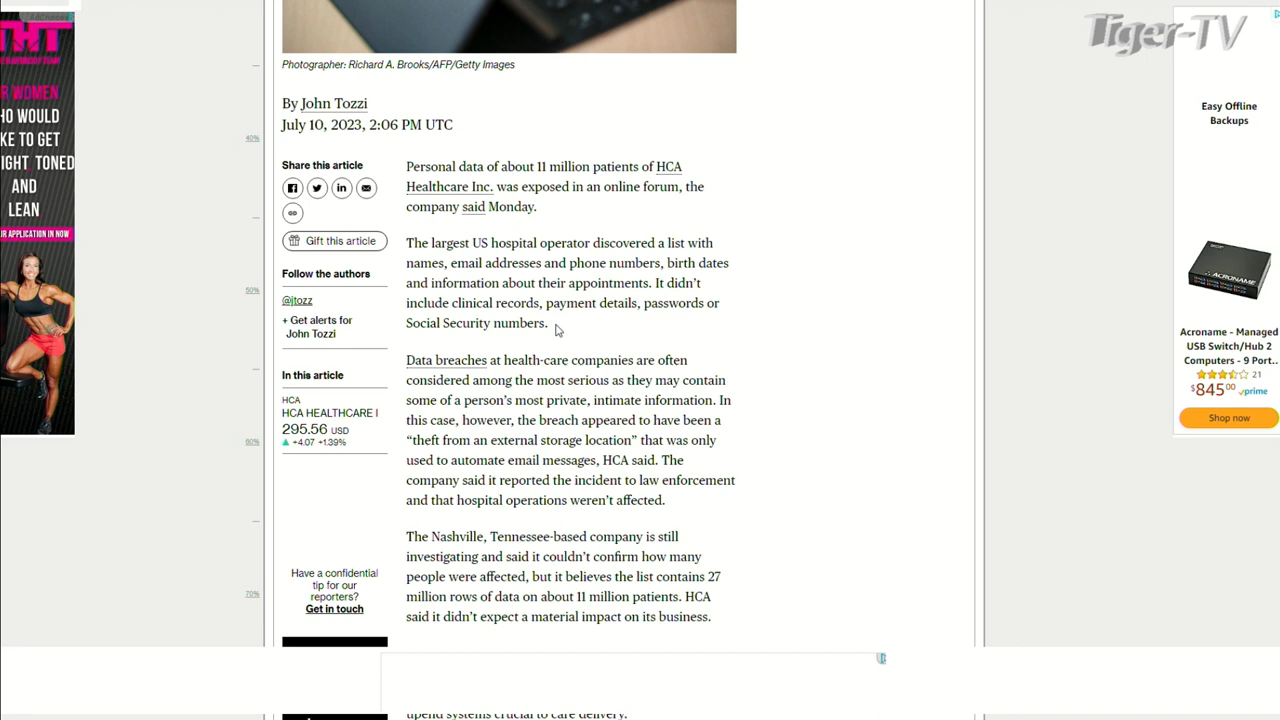 AdChoices
Tiger-TV
Photographer: Richard A. Brooks/AFP/Getty Images
By John Tozzi
July 10, 2023, 2:06 PM UTC
Share this article
Gift this article
Follow the authors
@jtozz
+ Get alerts for
John Tozzi
In this article
HCA
HCA HEALTHCARE I
295.56 USD
+4.07 +1.39%
Have a confidential
tip for our
reporters?
Get in touch
Personal data of about 11 million patients of HCA
Healthcare Inc. was exposed in an online forum, the
company said Monday.
The largest US hospital operator discovered a list with
names, email addresses and phone numbers, birth dates
and information about their appointments. It didn’t
include clinical records, payment details, passwords or
Social Security numbers.
Data breaches at health-care companies are often
considered among the most serious as they may contain
some of a person’s most private, intimate information. In
this case, however, the breach appeared to have been a
“theft from an external storage location” that was only
used to automate email messages, HCA said. The
company said it reported the incident to law enforcement
and that hospital operations weren’t affected.
The Nashville, Tennessee-based company is still
investigating and said it couldn’t confirm how many
people were affected, but it believes the list contains 27
million rows of data on about 11 million patients. HCA
said it didn’t expect a material impact on its business.
upend systems crucial to care delivery.
40%
50%
60%
70%
WOMEN
WOULD
TO GET
TONED
AND
LEAN
APPLICATION IN NOW
Easy Offline
Backups
ACRONAME
Acroname - Managed
USB Switch/Hub 2
Computers - 9 Port..
21
$845.00 prime
Shop now